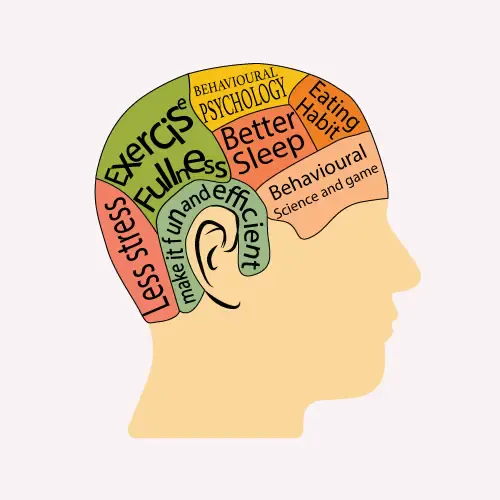 BEHAVIOURAL
PSYCHOLOGY
Eating
Habit
Exercise
Fullness
Better
Sleep
Behavioural
Science and game
Less stress
make it fun and efficient